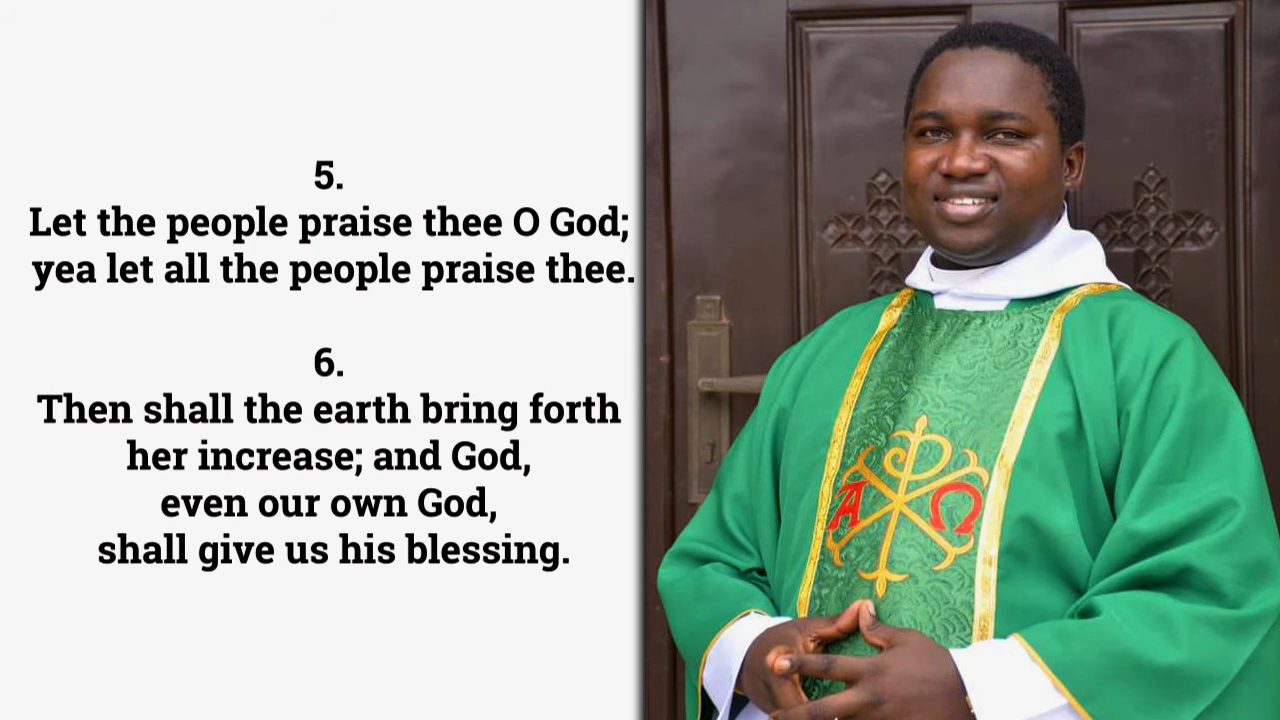 5.
Let the people praise thee O God;
yea let all the people praise thee.
6.
Then shall the earth bring forth
her increase; and God,
even our own God,
shall give us his blessing.
Α Ω